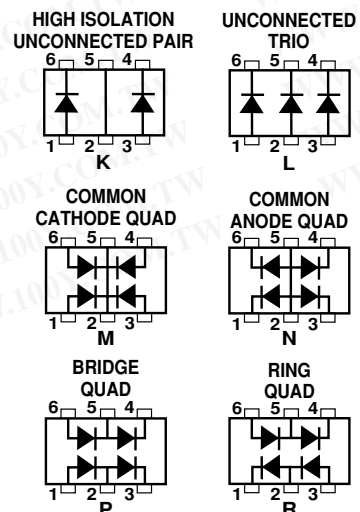 HIGH ISOLATION
UNCONNECTED PAIR
6 5 4
1 2 3
K
UNCONNECTED
TRIO
6 5 4
1 2 3
L
COMMON
CATHODE QUAD
6 5 4
1 2 3
M
COMMON
ANODE QUAD
6 5 4
1 2 3
N
BRIDGE
QUAD
6 5 4
1 2 3
P
RING
QUAD
6 5 4
1 2 3
R